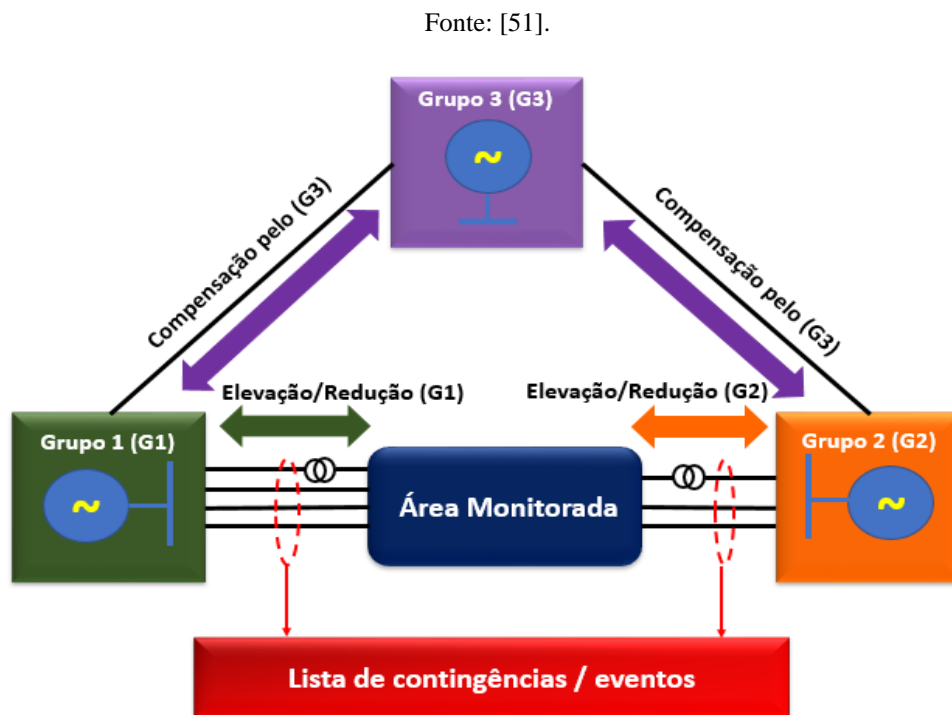 Fonte: [51].
Grupo 3 (G3)
~
Compensação pelo (G3)
Compensação pelo (G3)
Elevação/Redução (G1)
Elevação/Redução (G2)
Grupo 1 (G1)
~
Área Monitorada
Grupo 2 (G2)
~
Lista de contingências / eventos